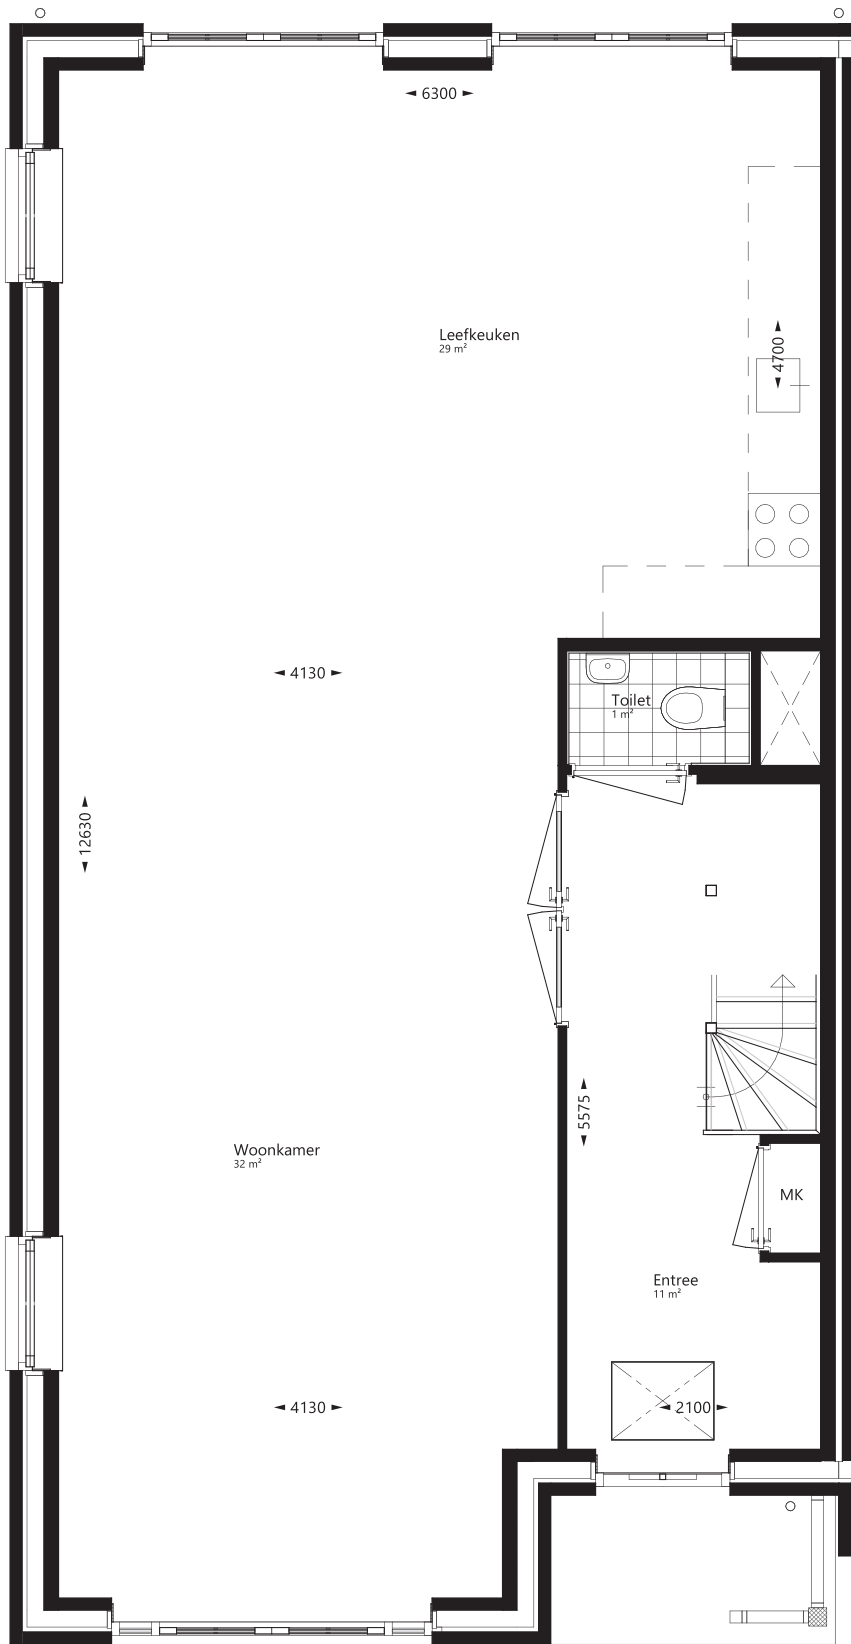 6300
Leefkeuken
29 m²
4700
4130
Toilet
1 m²
12630
5575
Woonkamer
32 m²
MK
Entree
11 m²
4130
2100